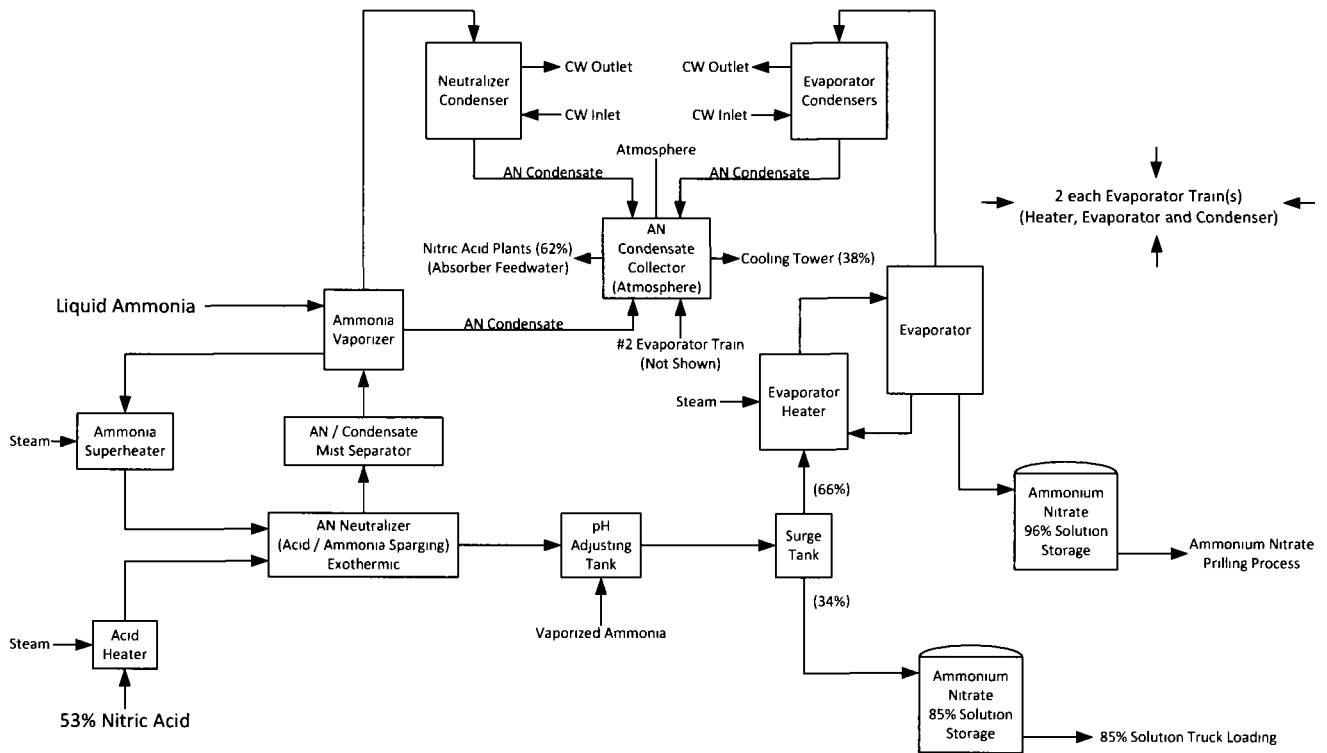 Neutralizer
Condenser
CW Outlet
CW Inlet
CW Outlet
CW Inlet
Evaporator
Condensers
AN Condensate
Atmosphere
AN Condensate
2 each Evaporator Train(s)
(Heater, Evaporator and Condenser)
Nitric Acid Plants (62%)
(Absorber Feedwater)
AN
Condensate
Collector
(Atmosphere)
Cooling Tower (38%)
Liquid Ammonia
Ammonia
Vaporizer
AN Condensate
#2 Evaporator Train
(Not Shown)
Evaporator
Steam
Evaporator
Heater
Steam
Ammonia
Superheater
AN / Condensate
Mist Separator
(66%)
Ammonium
Nitrate
96% Solution
Storage
AN Neutralizer
(Acid / Ammonia Sparging)
Exothermic
pH
Adjusting
Tank
Surge
Tank
Ammonium Nitrate
Prilling Process
(34%)
Steam
Acid
Heater
Vaporized Ammonia
Ammonium
Nitrate
85% Solution
Storage
53% Nitric Acid
85% Solution Truck Loading